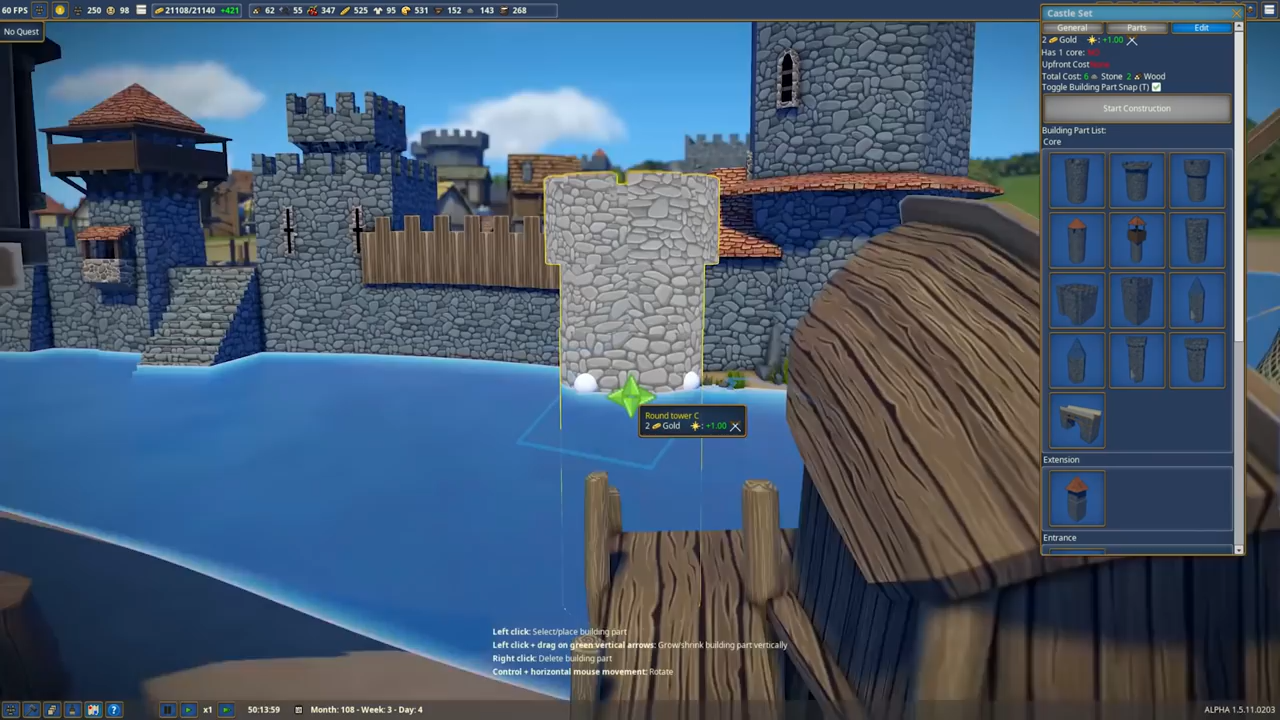 60 FPS 250 98 21108/21140 +421 62 55 347 525 95 531 152 143 268
No Quest
Castle Set
General Parts Edit
2 Gold : +1.00
Has 1 core:
Upfront Cost
Total Cost: 6 Stone 2 Wood
Toggle Building Part Snap (T)
Start Construction
Building Part List:
Core
Extension
Entrance
Round tower C
2 Gold : +1.00
Left click: Select/place building part
Left click + drag on green vertical arrows: Grow/shrink building part vertically
Right click: Delete building part
Control + horizontal mouse movement: Rotate
x1 50:13:59 Month: 108 - Week: 3 - Day: 4 ALPHA 1.5.11.0203